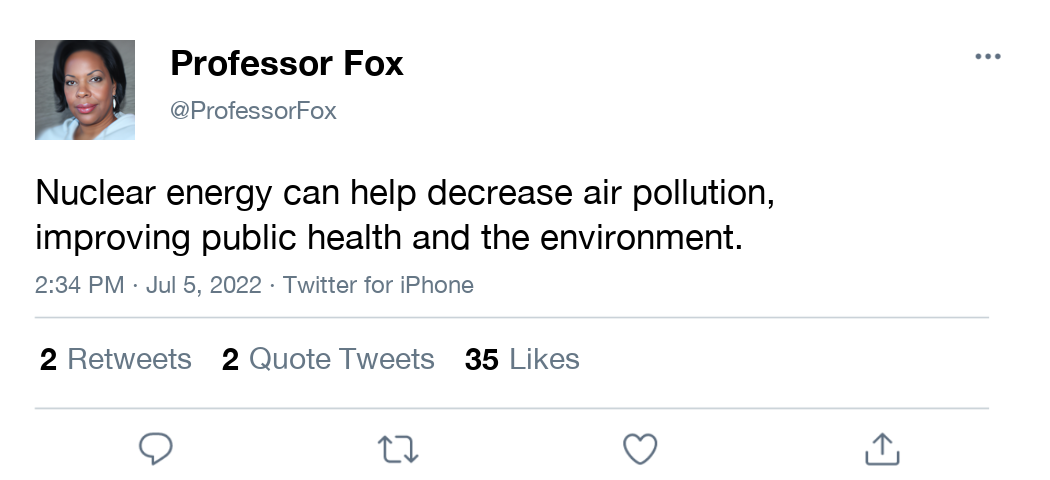 Professor Fox
@ProfessorFox
Nuclear energy can help decrease air pollution,
improving public health and the environment.
2:34 PM · Jul 5, 2022 · Twitter for iPhone
2 Retweets 2 Quote Tweets 35 Likes